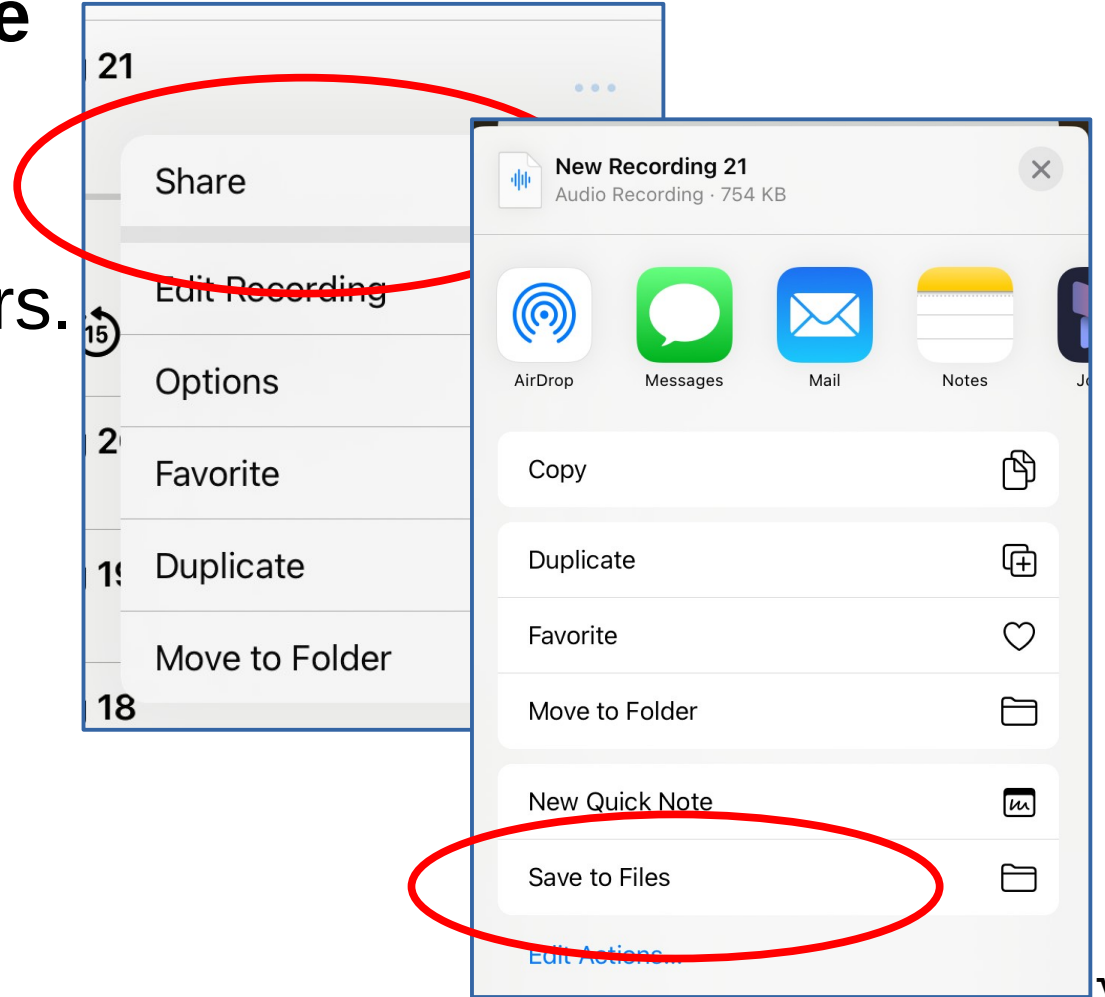 e
21
Share
Edit Recording
rs.
15
Options
Favorite
Duplicate
Move to Folder
18
New Recording 21
Audio Recording · 754 KB
AirDrop
Messages
Mail
Notes
Copy
Duplicate
Favorite
Move to Folder
New Quick Note
Save to Files
Edit Actions...